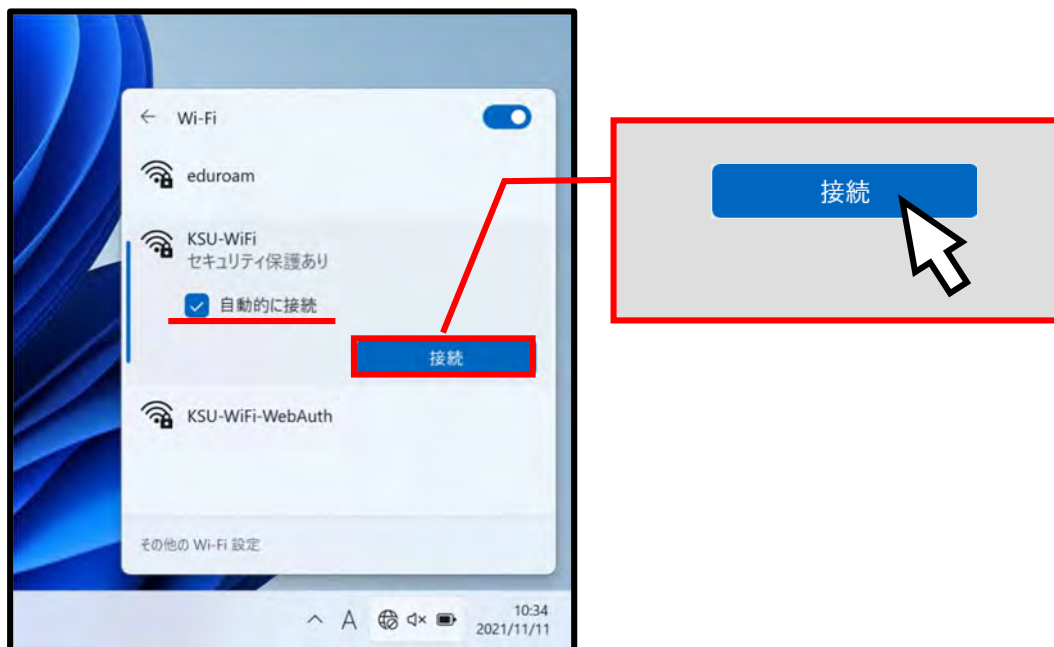 Wi-Fi
eduroam
KSU-WiFi
セキュリティ保護あり
自動的に接続
接続
KSU-WiFi-WebAuth
その他の Wi-Fi 設定
A
10:34
2021/11/11
接続